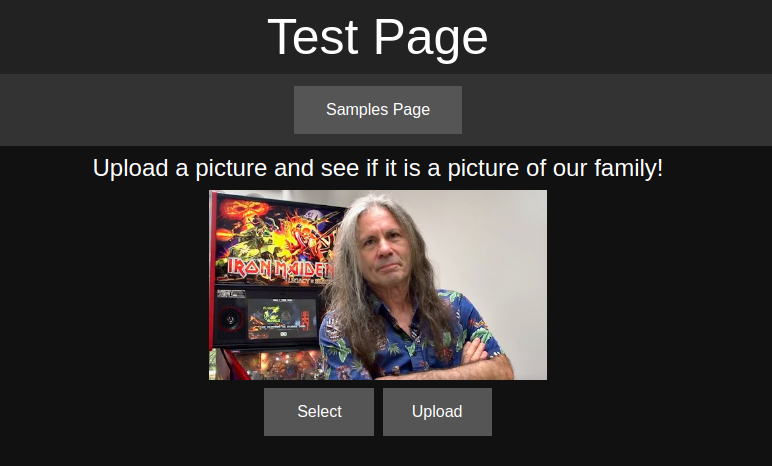 Test Page
Samples Page
Upload a picture and see if it is a picture of our family!
IRON MAIDEN
Select
Upload